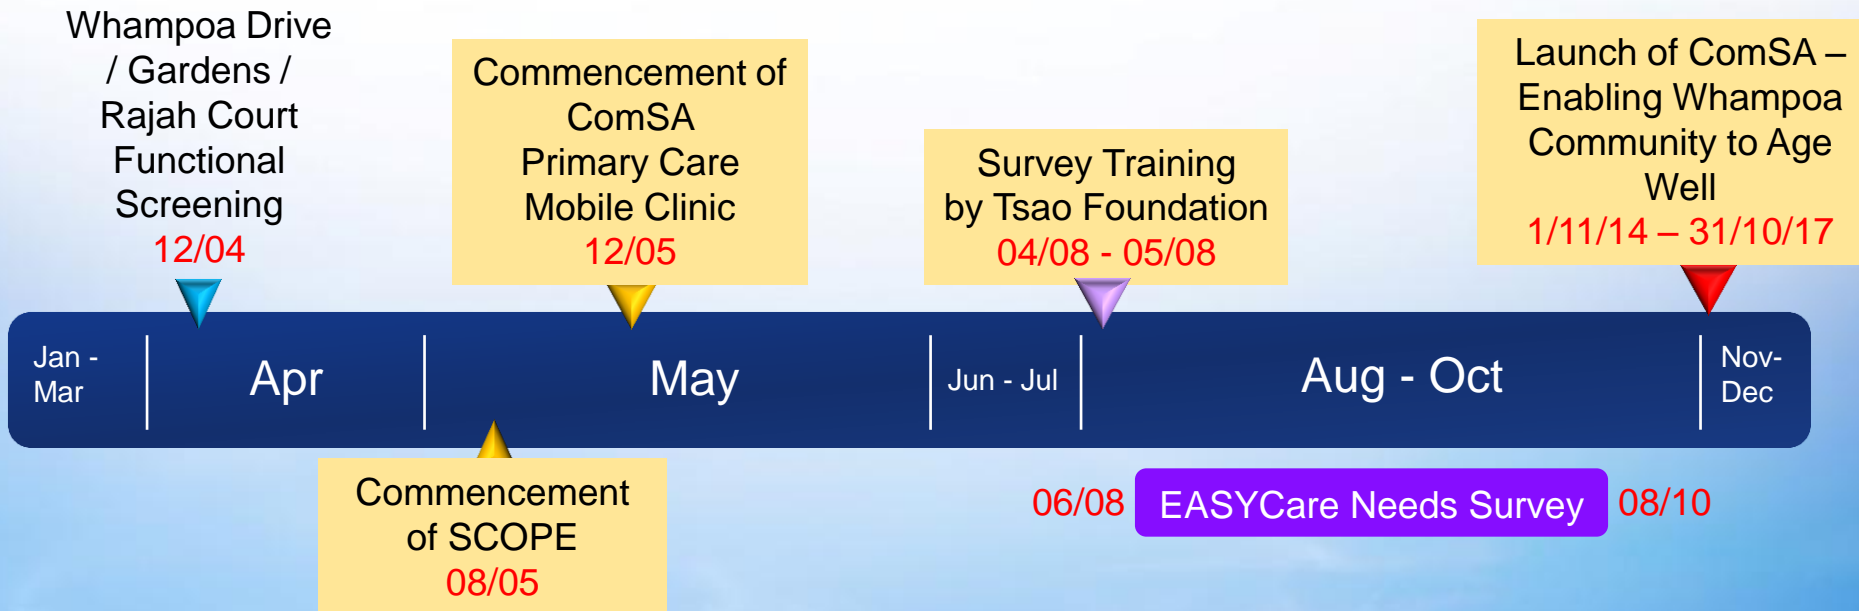 Whampoa Drive
/ Gardens /
Rajah Court
Functional
Screening
12/04
Commencement of
ComSA
Primary Care
Mobile Clinic
12/05
Survey Training
by Tsao Foundation
04/08 - 05/08
Launch of ComSA –
Enabling Whampoa
Community to Age
Well
1/11/14 – 31/10/17
Jan -
Mar
Apr
May
Jun - Jul
Aug - Oct
Nov-
Dec
Commencement
of SCOPE
08/05
06/08
EASYCare Needs Survey
08/10